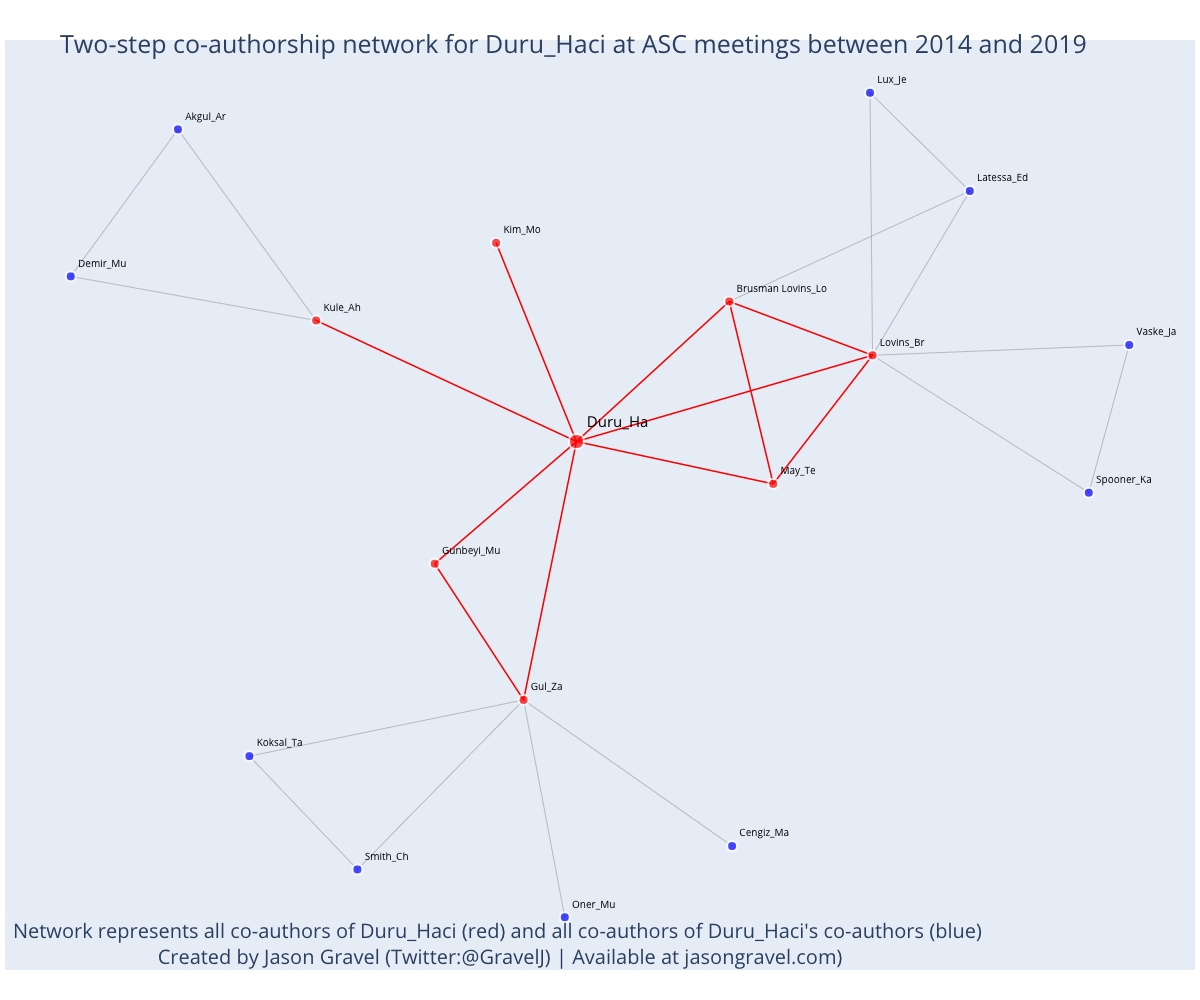 Two-step co-authorship network for Duru_Haci at ASC meetings between 2014 and 2019
Lux_Je
Akgul_Ar
Latessa_Ed
Kim_Mo
Demir_Mu
Brusman Lovins_Lo
Kule_Ah
Vaske_Ja
Lovins_Br
Duru_Ha
May_Te
Spooner_Ka
Gunbeyi_Mu
Gul_Za
Koksal_Ta
Cengiz_Ma
Smith_Ch
Oner_Mu
Network represents all co-authors of Duru_Haci (red) and all co-authors of Duru_Haci's co-authors (blue)
Created by Jason Gravel (Twitter:@GravelJ) | Available at jasongravel.com)